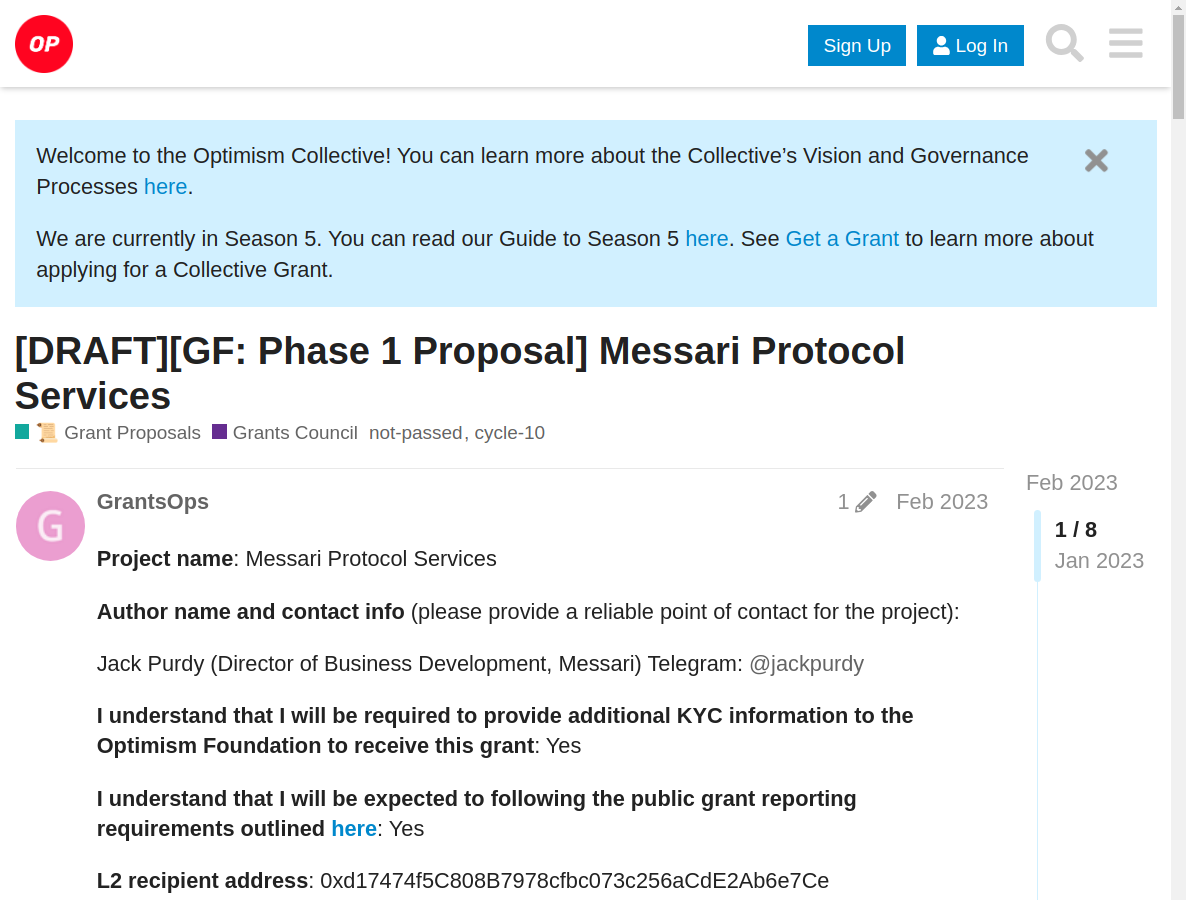 OP
Sign Up
Log In
Welcome to the Optimism Collective! You can learn more about the Collective’s Vision and Governance
Processes here.
We are currently in Season 5. You can read our Guide to Season 5 here. See Get a Grant to learn more about
applying for a Collective Grant.
[DRAFT][GF: Phase 1 Proposal] Messari Protocol
Services
📜 Grant Proposals Grants Council not-passed, cycle-10
Feb 2023
G
GrantsOps
1
Feb 2023
1 / 8
Jan 2023
Project name: Messari Protocol Services
Author name and contact info (please provide a reliable point of contact for the project):
Jack Purdy (Director of Business Development, Messari) Telegram: @jackpurdy
I understand that I will be required to provide additional KYC information to the
Optimism Foundation to receive this grant: Yes
I understand that I will be expected to following the public grant reporting
requirements outlined here: Yes
L2 recipient address: 0xd17474f5C808B7978cfbc073c256aCdE2Ab6e7Ce